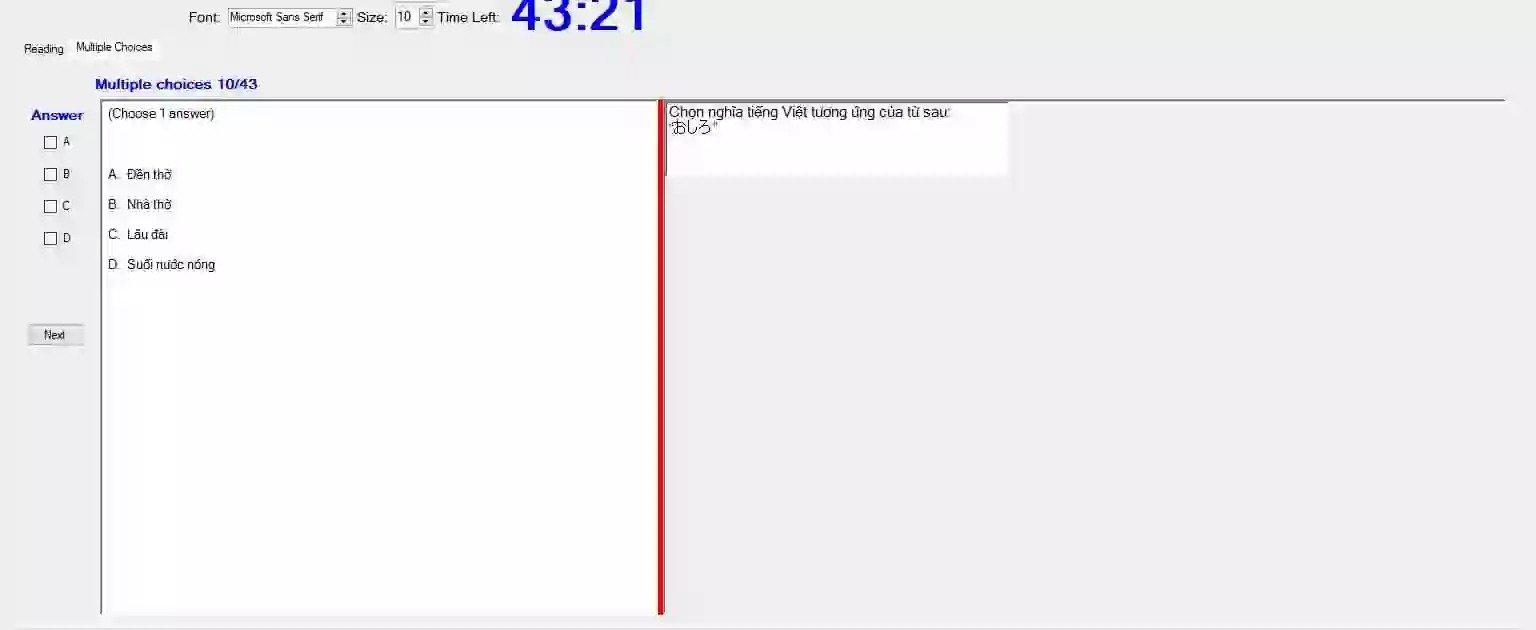 Font: Microsoft Sans Serif Size: 10 Time Left: 43:21
Reading Multiple Choices
Multiple choices 10/43
Answer
A
B
C
D
Next
(Choose 1 answer)
A. Đền thờ
B. Nhà thờ
C. Lâu đài
D. Suối nước nóng
Chọn nghĩa tiếng Việt tương ứng của từ sau:
"おしろ"